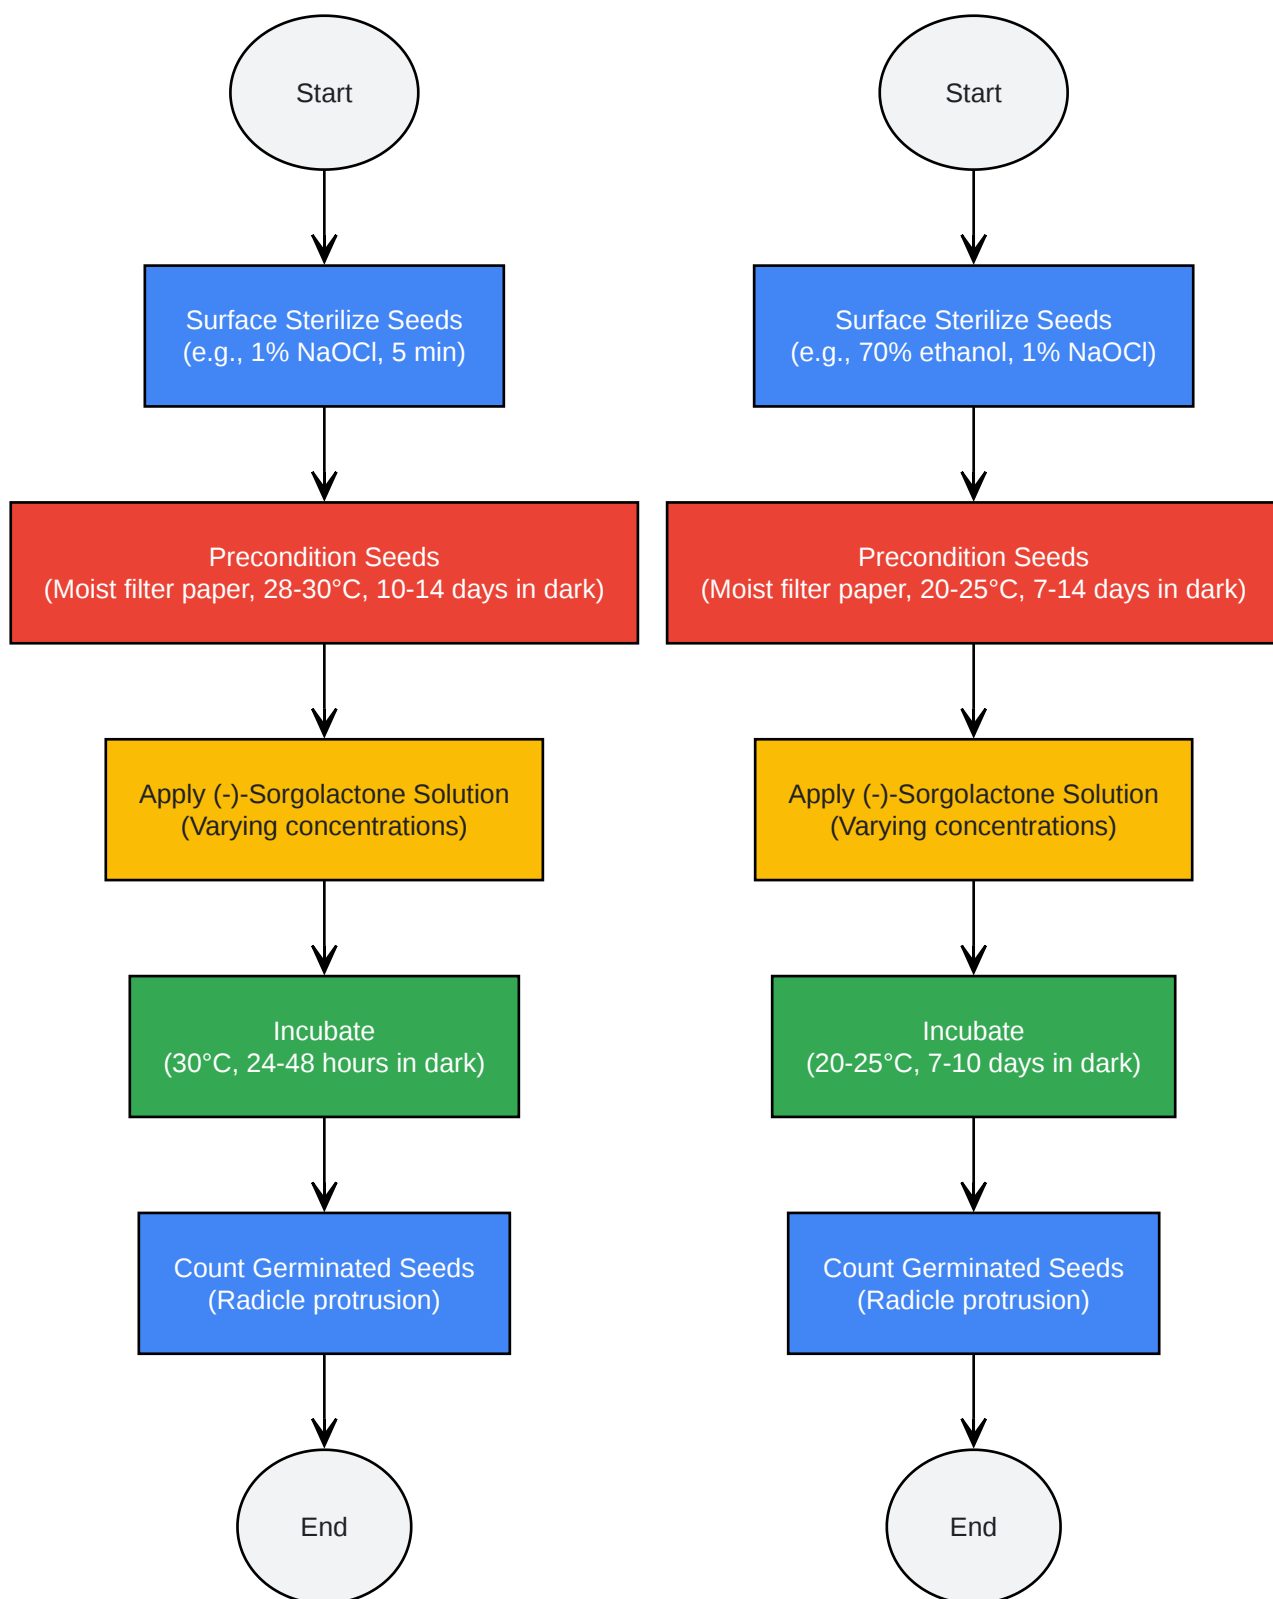 Start
Surface Sterilize Seeds
(e.g., 1% NaOCl, 5 min)
Precondition Seeds
(Moist filter paper, 28-30°C, 10-14 days in dark)
Apply (-)-Sorgolactone Solution
(Varying concentrations)
Incubate
(30°C, 24-48 hours in dark)
Count Germinated Seeds
(Radicle protrusion)
End
Start
Surface Sterilize Seeds
(e.g., 70% ethanol, 1% NaOCl)
Precondition Seeds
(Moist filter paper, 20-25°C, 7-14 days in dark)
Apply (-)-Sorgolactone Solution
(Varying concentrations)
Incubate
(20-25°C, 7-10 days in dark)
Count Germinated Seeds
(Radicle protrusion)
End